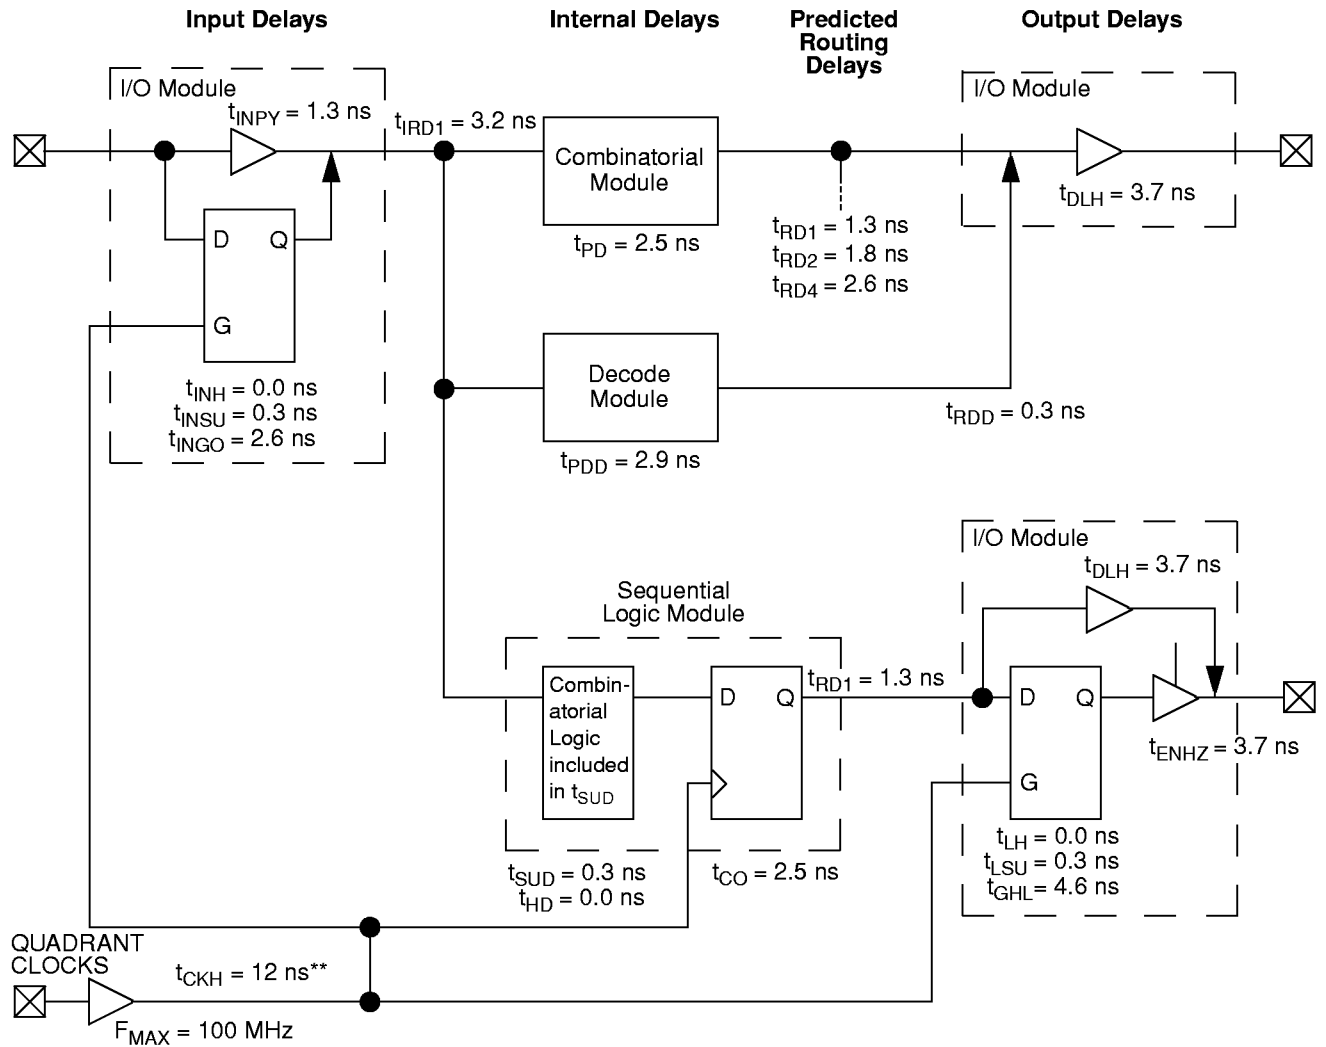 Input Delays
Internal Delays
Predicted
Routing
Delays
Output Delays
I/O Module
tINPY = 1.3 ns
tIRD1 = 3.2 ns
Combinatorial
Module
tPD = 2.5 ns
tRD1 = 1.3 ns
tRD2 = 1.8 ns
tRD4 = 2.6 ns
I/O Module
tDLH = 3.7 ns
D
Q
G
tINH = 0.0 ns
tINSU = 0.3 ns
tINGO = 2.6 ns
Decode
Module
tPDD = 2.9 ns
tRDD = 0.3 ns
Sequential
Logic Module
Combin-
atorial
Logic
included
in tSUD
D
Q
tRD1 = 1.3 ns
tSUD = 0.3 ns
tHD = 0.0 ns
tCO = 2.5 ns
I/O Module
tDLH = 3.7 ns
D
Q
G
tENHZ = 3.7 ns
tLH = 0.0 ns
tLSU = 0.3 ns
tGHL= 4.6 ns
QUADRANT
CLOCKS
tCKH = 12 ns**
FMAX = 100 MHz